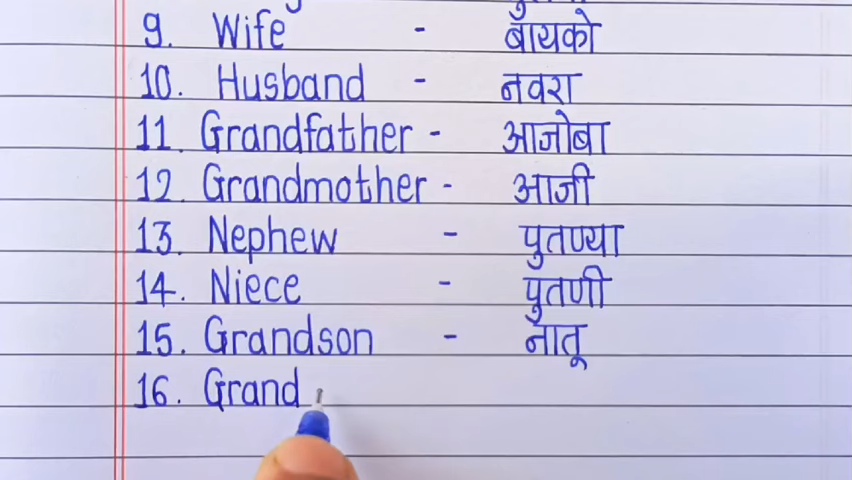 9. Wife - बायको
10. Husband - नवरा
11. Grandfather - आजोबा
12. Grandmother - आजी
13. Nephew - पुतण्या
14. Niece - पुतणी
15. Grandson - नातू
16. Grand